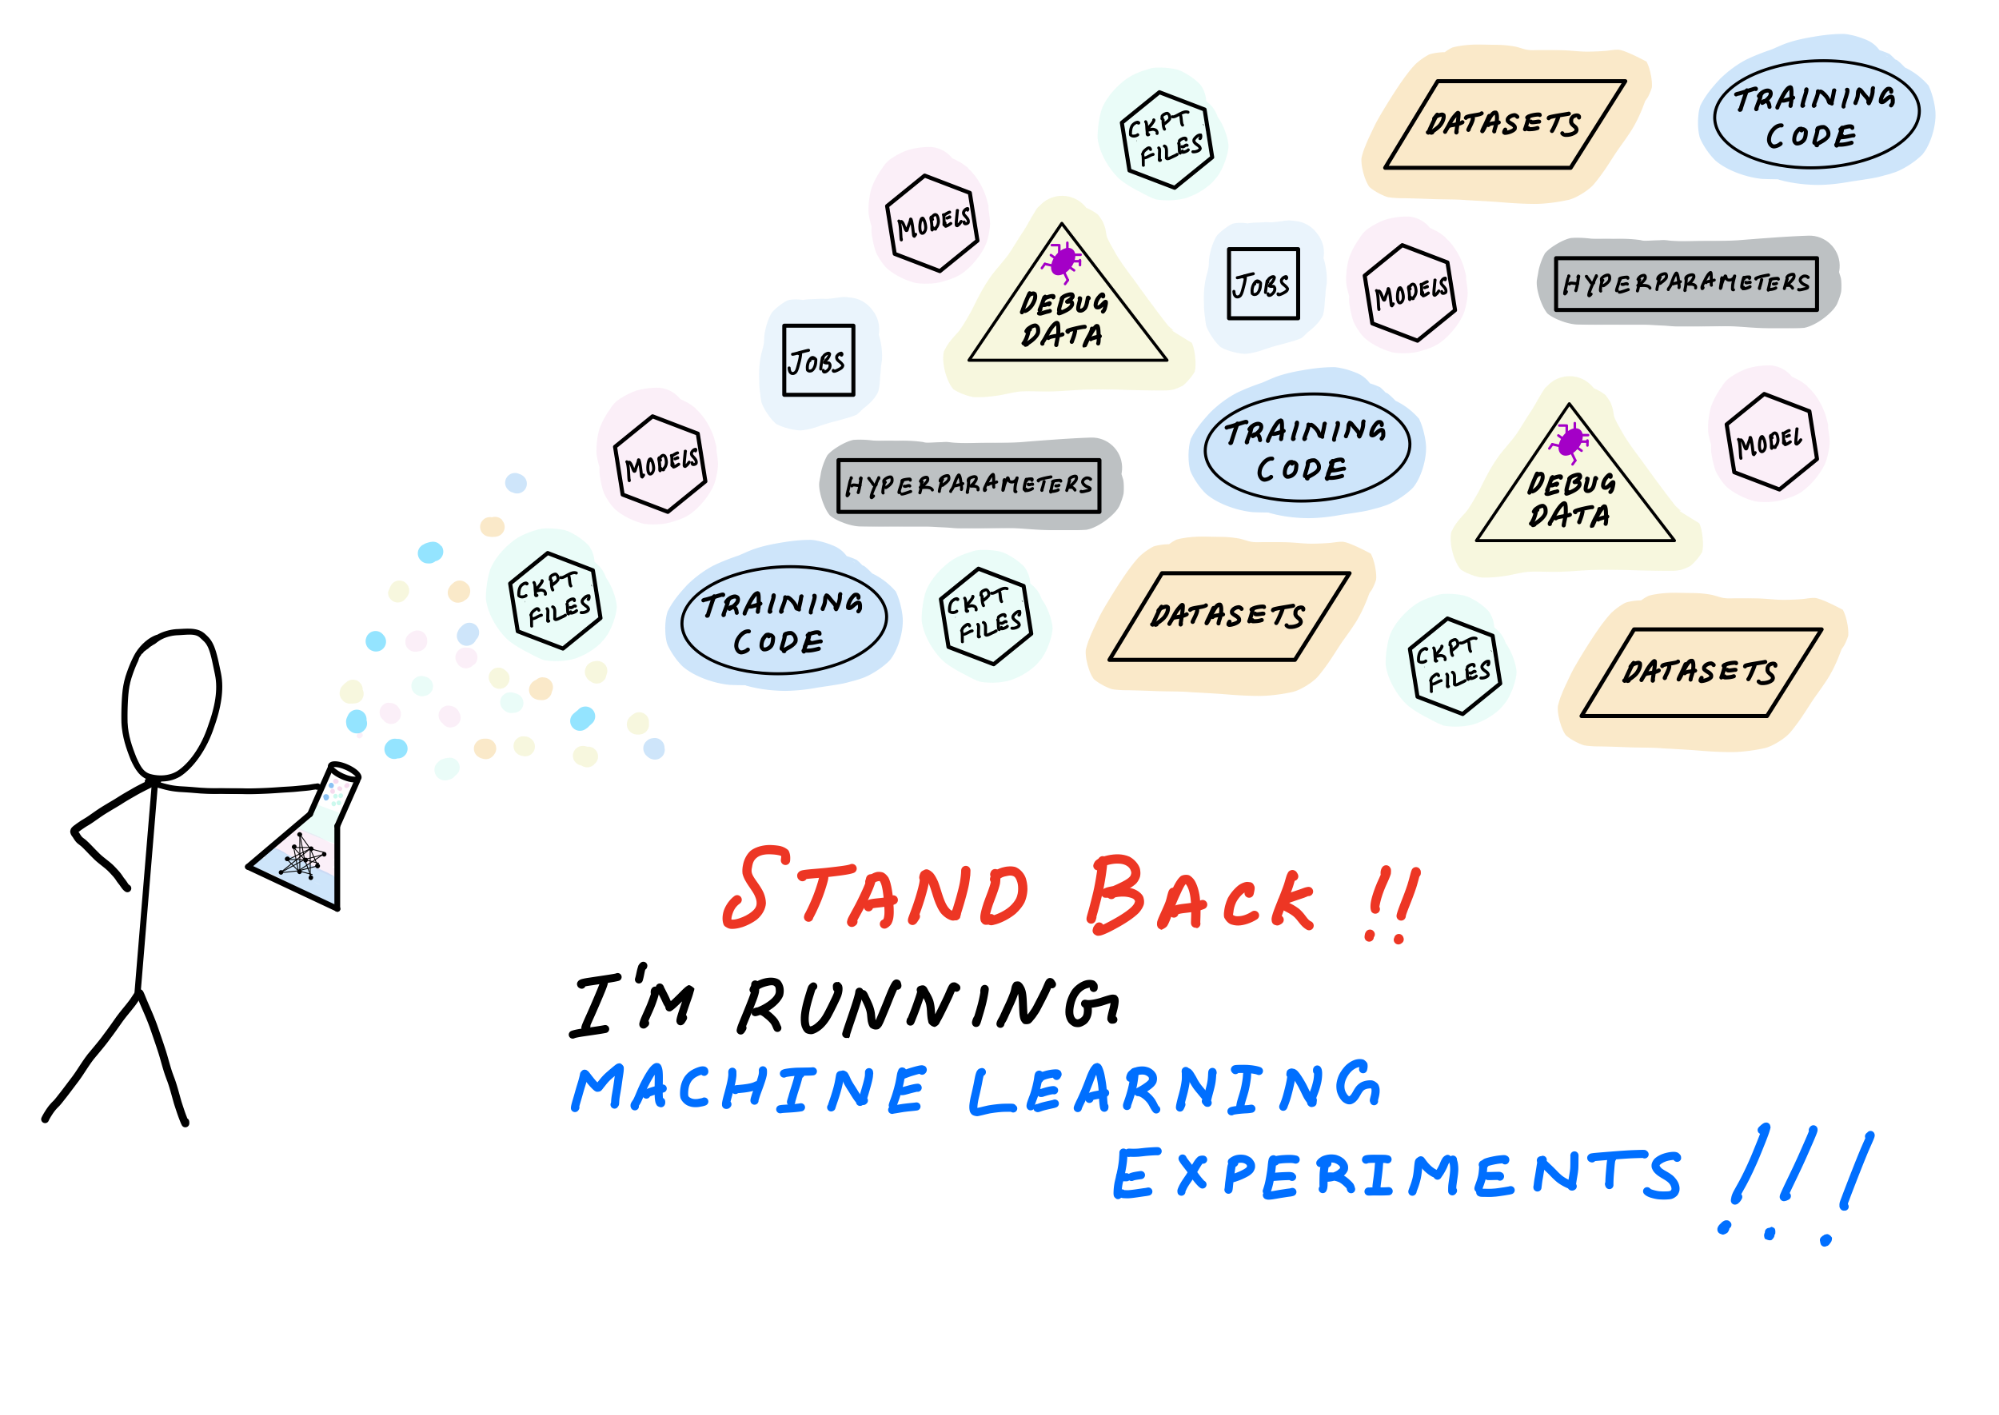 CKPT
FILES
DATASETS
TRAINING
CODE
MODELS
DEBUG
DATA
JOBS
MODELS
HYPERPARAMETERS
JOBS
MODELS
HYPERPARAMETERS
TRAINING
CODE
DEBUG
DATA
MODEL
CKPT
FILES
TRAINING
CODE
CKPT
FILES
DATASETS
CKPT
FILES
DATASETS
STAND BACK !!
I'M RUNNING
MACHINE LEARNING
EXPERIMENTS !!!